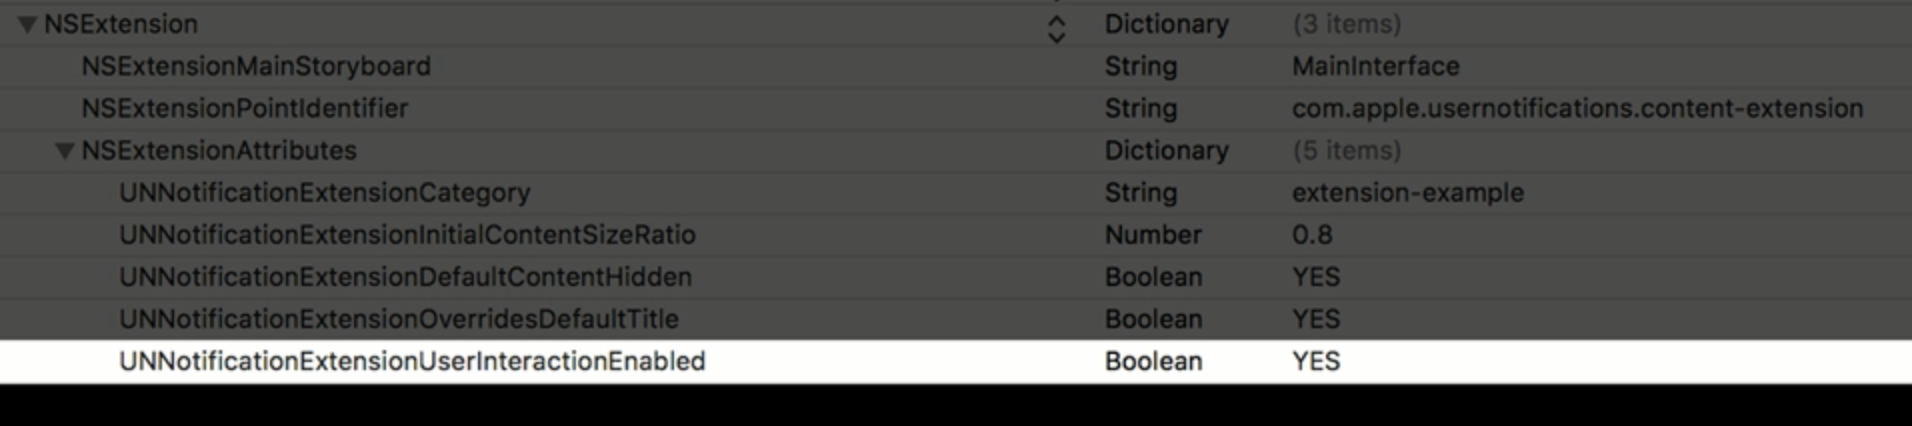 NSExtension Dictionary (3 items)
NSExtensionMainStoryboard String MainInterface
NSExtensionPointIdentifier String com.apple.usernotifications.content-extension
NSExtensionAttributes Dictionary (5 items)
UNNotificationExtensionCategory String extension-example
UNNotificationExtensionInitialContentSizeRatio Number 0.8
UNNotificationExtensionDefaultContentHidden Boolean YES
UNNotificationExtensionOverridesDefaultTitle Boolean YES
UNNotificationExtensionUserInteractionEnabled Boolean YES